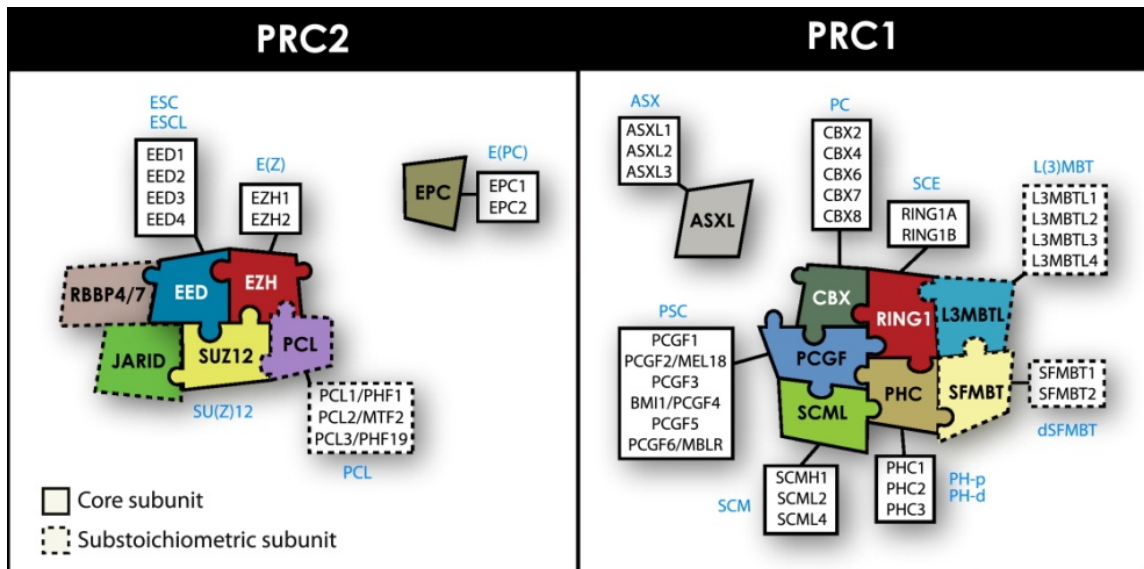 PRC2
PRC1
ESC
ESCL
EED1
EED2
EED3
EED4
E(Z)
EZH1
EZH2
E(PC)
EPC
EPC1
EPC2
RBBP4/7
EED
EZH
JARID
SUZ12
PCL
SU(Z)12
PCL1/PHF1
PCL2/MTF2
PCL3/PHF19
PCL
Core subunit
Substoichiometric subunit
ASX
ASXL1
ASXL2
ASXL3
ASXL
PC
CBX2
CBX4
CBX6
CBX7
CBX8
SCE
RING1A
RING1B
L(3)MBT
L3MBTL1
L3MBTL2
L3MBTL3
L3MBTL4
CBX
RING1
L3MBTL
PSC
PCGF1
PCGF2/MEL18
PCGF3
BMI1/PCGF4
PCGF5
PCGF6/MBLR
PCGF
SCML
PHC
SFMBT
SFMBT1
SFMBT2
dSFMBT
SCM
SCMH1
SCML2
SCML4
PHC1
PHC2
PHC3
PH-p
PH-d